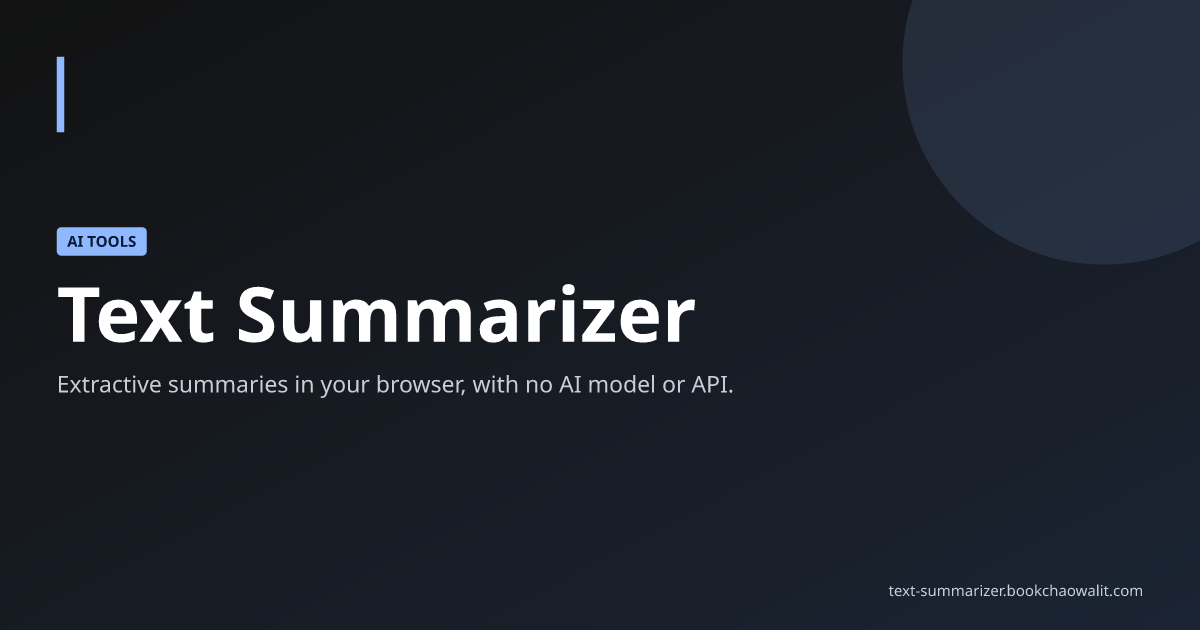 AI TOOLS
Text Summarizer
Extractive summaries in your browser, with no AI model or API.
text-summarizer.bookchaowalit.com